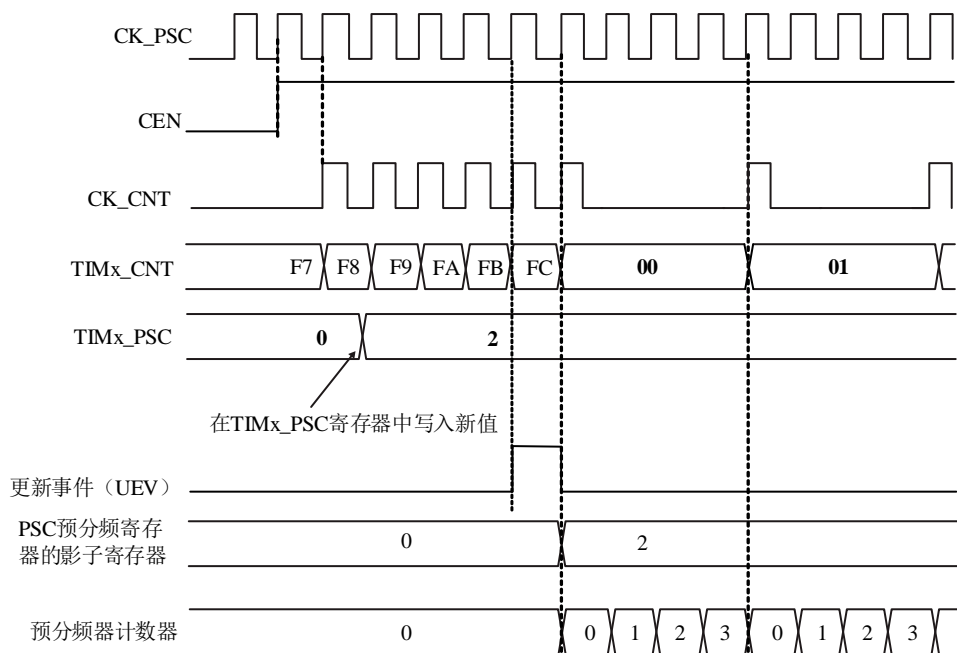 CK_PSC
CEN
CK_CNT
TIMx_CNT F7 F8 F9 FA FB FC 00 01
TIMx_PSC 0 2
在TIMx_PSC寄存器中写入新值
更新事件（UEV）
PSC预分频寄存
器的影子寄存器 0 2
预分频器计数器 0 0 1 2 3 0 1 2 3